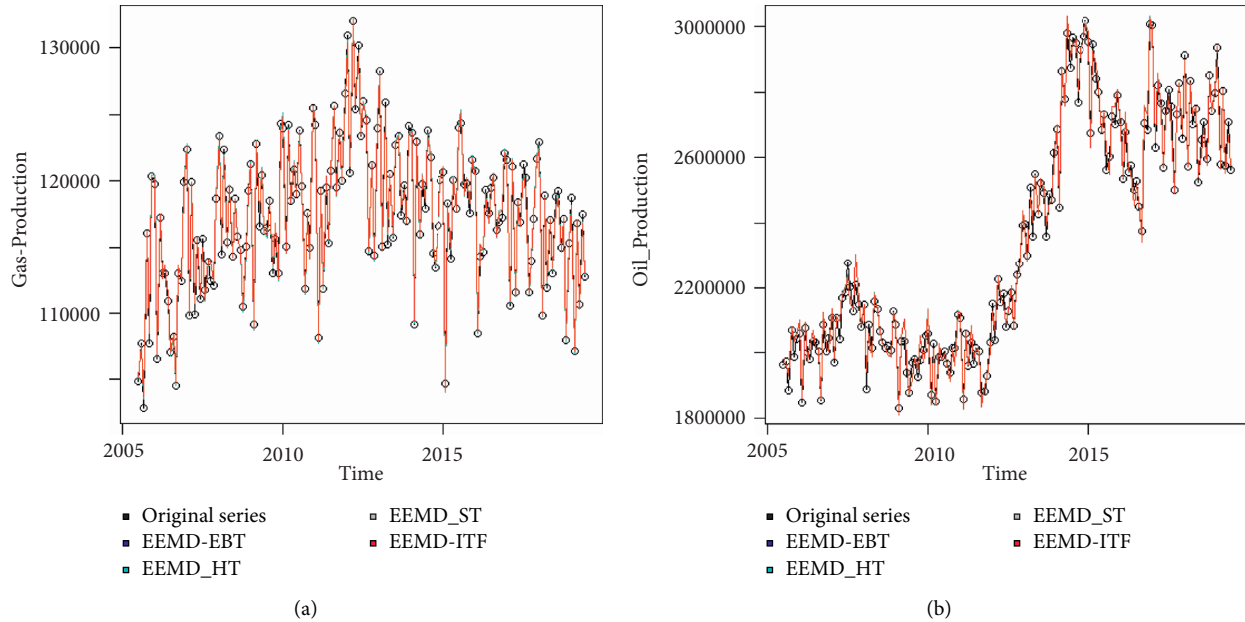 130000
120000
110000
Gas-Production
2005
2010
2015
Time
Original series
EEMD-EBT
EEMD_HT
EEMD_ST
EEMD-ITF
(a)
3000000
2600000
2200000
1800000
Oil_Production
2005
2010
2015
Time
Original series
EEMD-EBT
EEMD_HT
EEMD_ST
EEMD-ITF
(b)